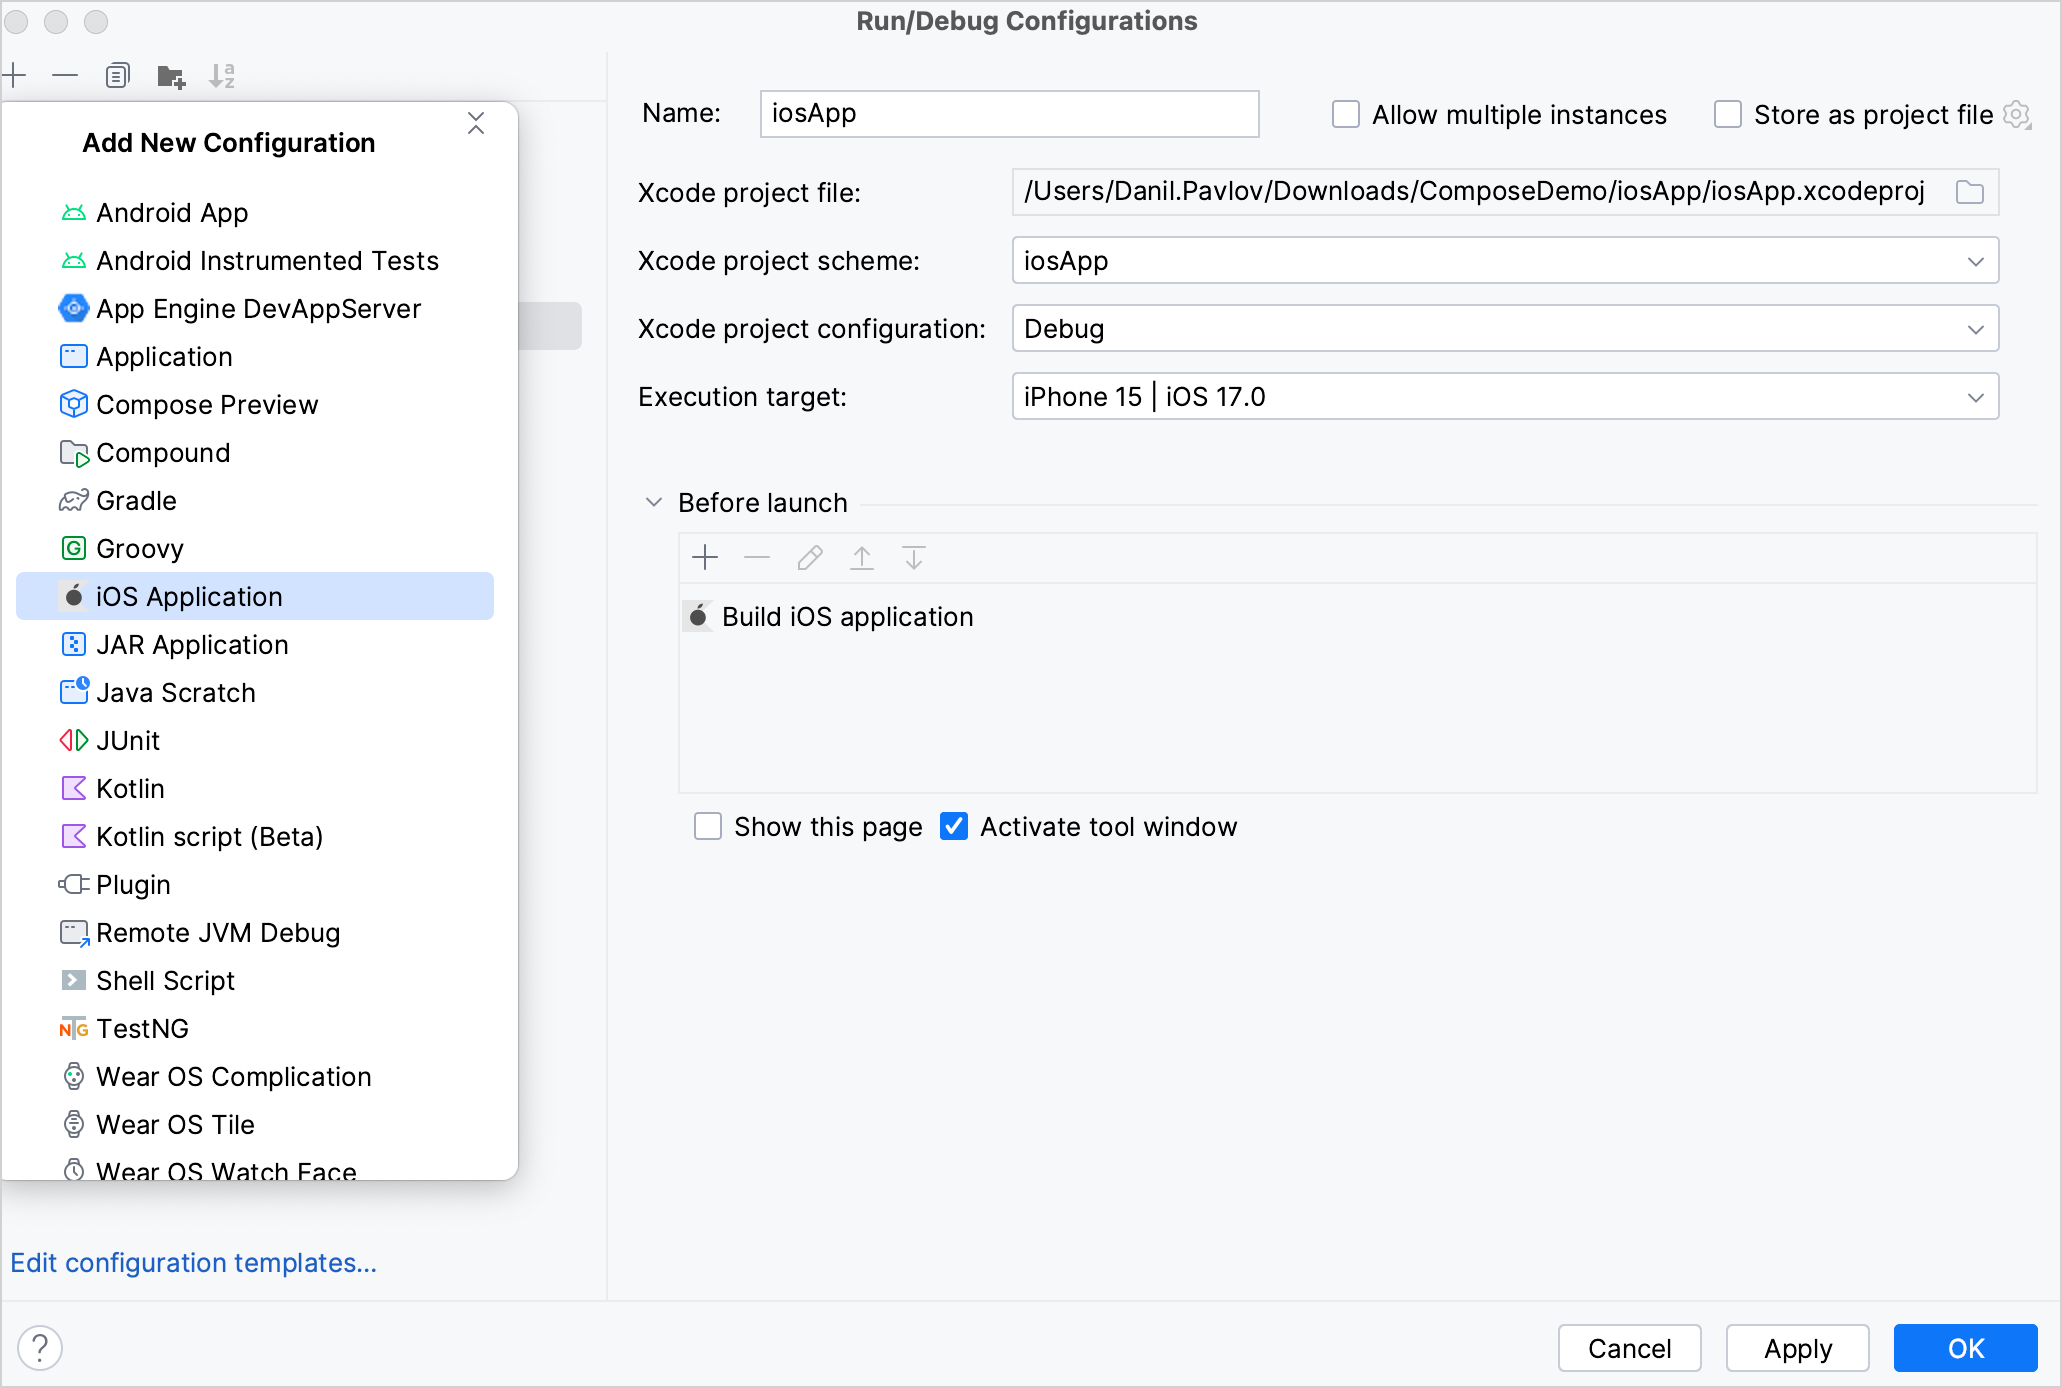 Run/Debug Configurations
Add New Configuration
Android App
Android Instrumented Tests
App Engine DevAppServer
Application
Compose Preview
Compound
Gradle
Groovy
iOS Application
JAR Application
Java Scratch
JUnit
Kotlin
Kotlin script (Beta)
Plugin
Remote JVM Debug
Shell Script
TestNG
Wear OS Complication
Wear OS Tile
Wear OS Watch Face
Edit configuration templates...
Name: iosApp
Allow multiple instances
Store as project file
Xcode project file: /Users/Danil.Pavlov/Downloads/ComposeDemo/iosApp/iosApp.xcodeproj
Xcode project scheme: iosApp
Xcode project configuration: Debug
Execution target: iPhone 15 | iOS 17.0
Before launch
Build iOS application
Show this page
Activate tool window
?
Cancel
Apply
OK